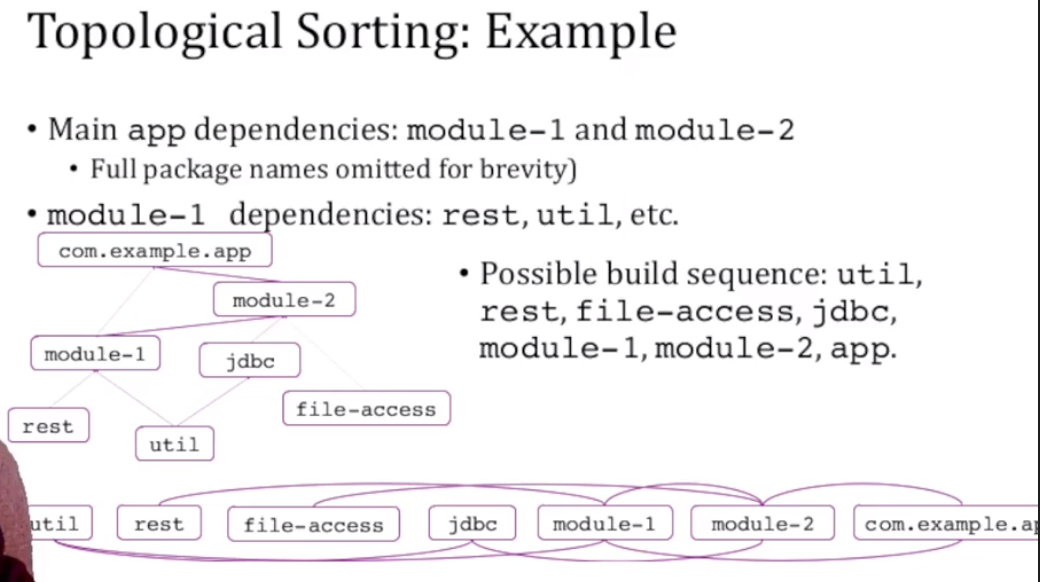 Topological Sorting: Example
• Main app dependencies: module-1 and module-2
• Full package names omitted for brevity)
• module-1 dependencies: rest, util, etc.
com.example.app
module-2
module-1
jdbc
file-access
rest
util
• Possible build sequence: util,
rest, file-access, jdbc,
module-1, module-2, app.
util rest file-access jdbc module-1 module-2 com.example.ap